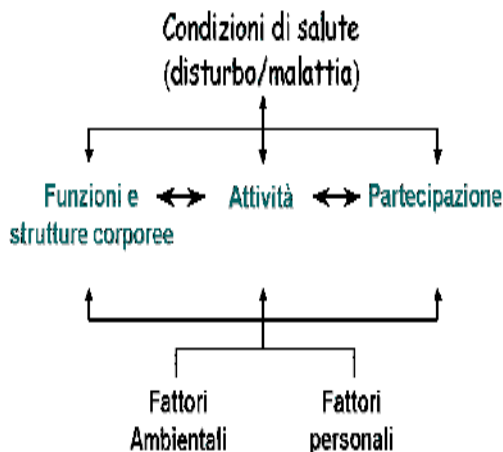 Condizioni di salute
(disturbo/malattia)
Funzioni e
strutture corporee
Attività
Partecipazione
Fattori
Ambientali
Fattori
personali